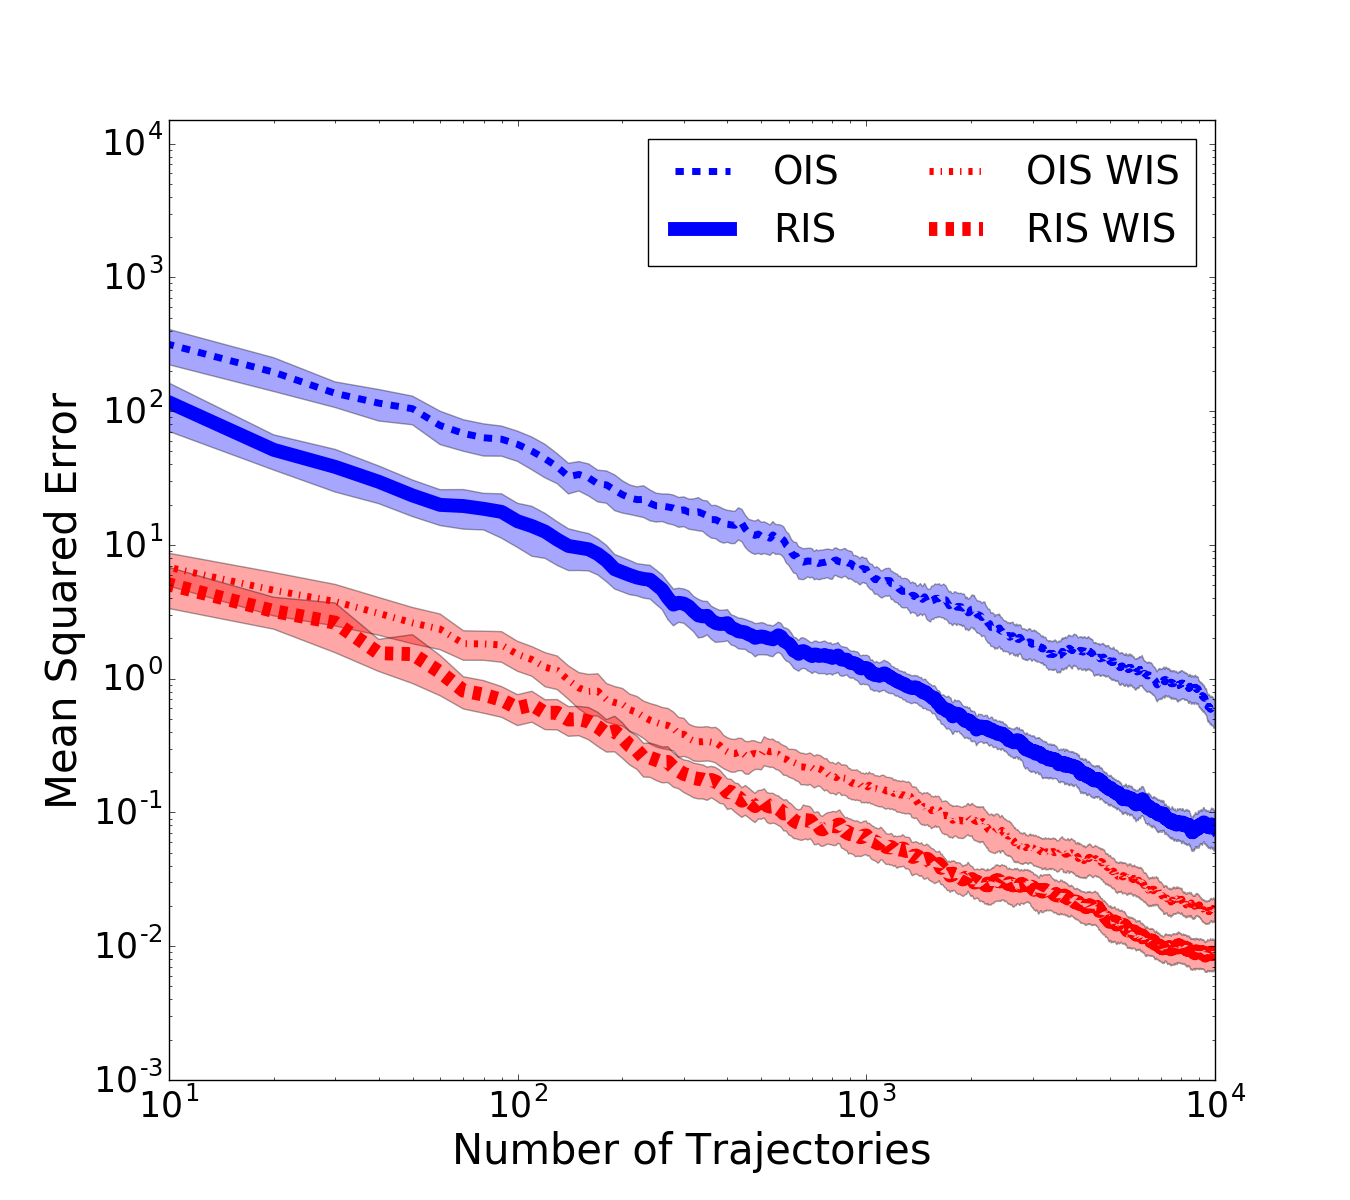 OIS
OIS WIS
RIS
RIS WIS
Mean Squared Error
10^4
10^3
10^2
10^1
10^0
10^-1
10^-2
10^-3
10^1
10^2
10^3
10^4
Number of Trajectories